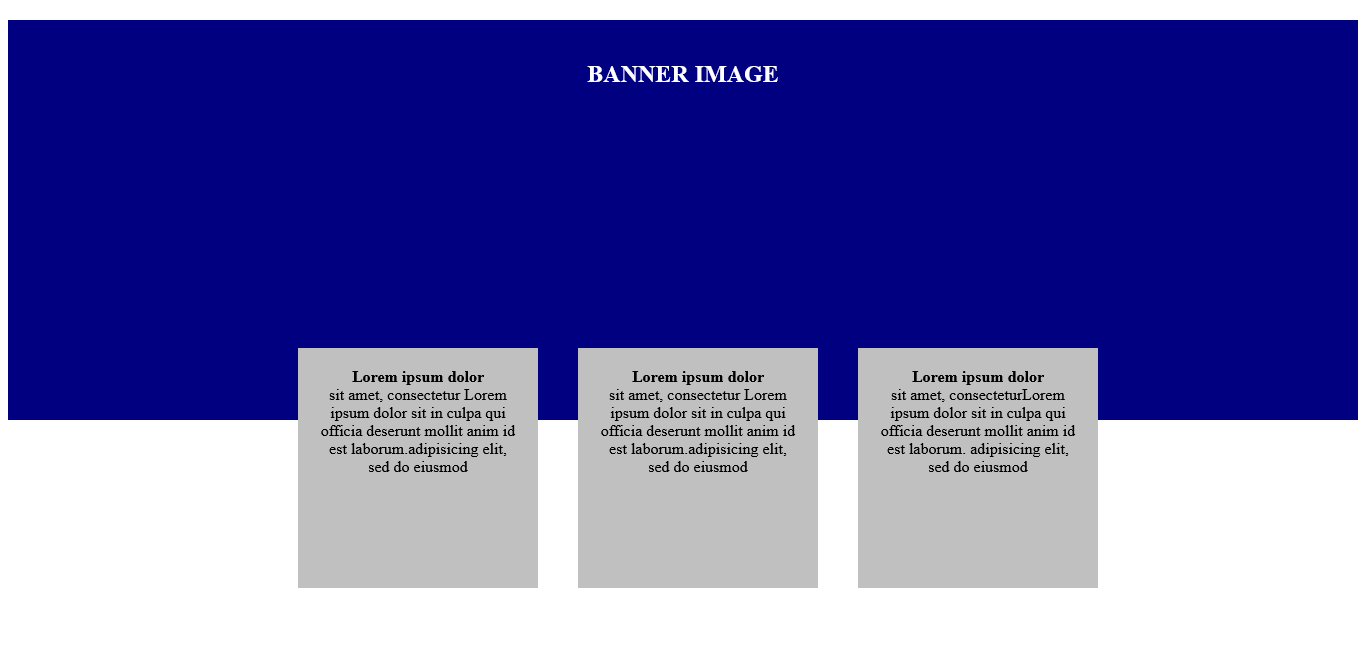 BANNER IMAGE
Lorem ipsum dolor
sit amet, consectetur Lorem
ipsum dolor sit in culpa qui
officia deserunt mollit anim id
est laborum.adipisicing elit,
sed do eiusmod
Lorem ipsum dolor
sit amet, consectetur Lorem
ipsum dolor sit in culpa qui
officia deserunt mollit anim id
est laborum.adipisicing elit,
sed do eiusmod
Lorem ipsum dolor
sit amet, consecteturLorem
ipsum dolor sit in culpa qui
officia deserunt mollit anim id
est laborum. adipisicing elit,
sed do eiusmod